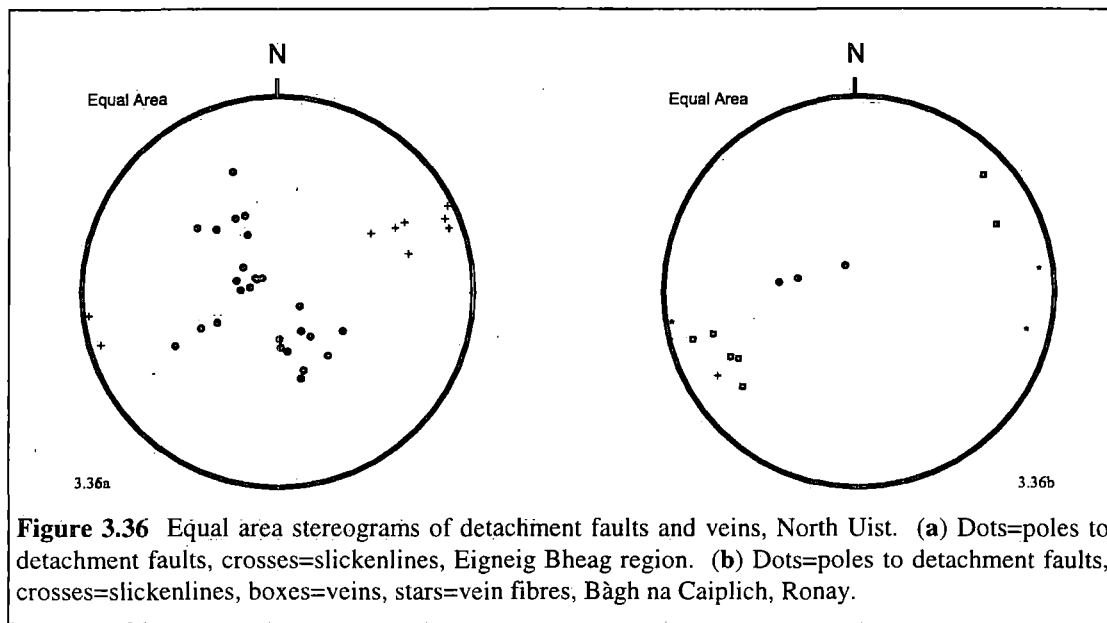 N
N
Equal Area
Equal Area
3.36a
3.36b
Figure 3.36 Equal area stereograms of detachment faults and veins, North Uist. (a) Dots=poles to
detachment faults, crosses=slickenlines, Eigneig Bheag region. (b) Dots=poles to detachment faults,
crosses=slickenlines, boxes=veins, stars=vein fibres, Bàgh na Caiplich, Ronay.